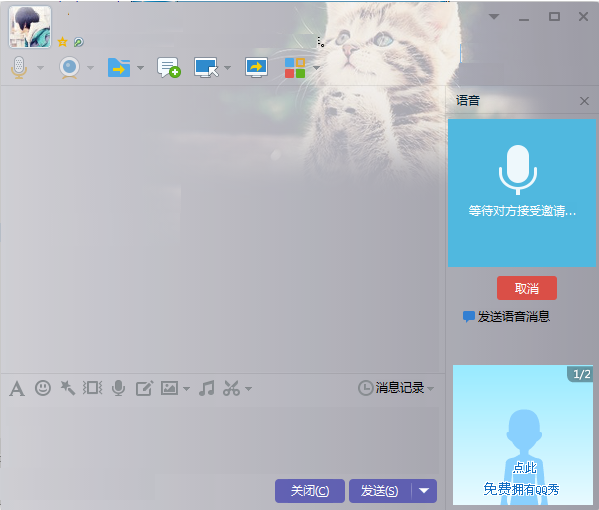 语音
等待对方接受邀请...
取消
发送语音消息
消息记录
1/2
点此
免费拥有QQ秀
关闭(C)
发送(S)